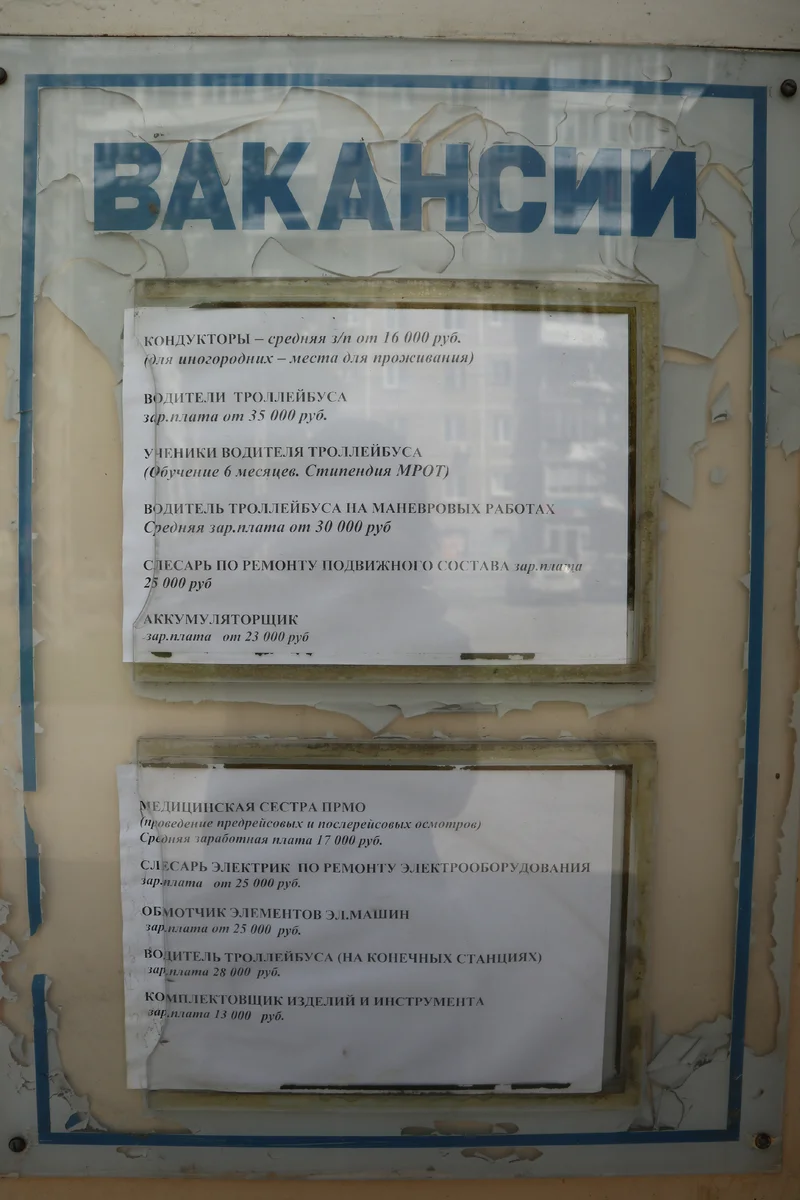 ВАКАНСИИ
КОНДУКТОРЫ – средняя з/п от 16 000 руб.
(для иногородних – места для проживания)
ВОДИТЕЛИ ТРОЛЛЕЙБУСА
зар.плата от 35 000 руб.
УЧЕНИКИ ВОДИТЕЛЯ ТРОЛЛЕЙБУСА
(Обучение 6 месяцев. Стипендия МРОТ)
ВОДИТЕЛЬ ТРОЛЛЕЙБУСА НА МАНЕВРОВЫХ РАБОТАХ
Средняя зар.плата от 30 000 руб
СЛЕСАРЬ ПО РЕМОНТУ ПОДВИЖНОГО СОСТАВА зар.плата
25 000 руб
АККУМУЛЯТОРЩИК
зар.плата от 23 000 руб
МЕДИЦИНСКАЯ СЕСТРА ПРМО
(проведение предрейсовых и послерейсовых осмотров)
Средняя заработная плата 17 000 руб.
СЛЕСАРЬ ЭЛЕКТРИК ПО РЕМОНТУ ЭЛЕКТРООБОРУДОВАНИЯ
зар.плата от 25 000 руб.
ОБМОТЧИК ЭЛЕМЕНТОВ ЭЛ.МАШИН
зар.плата от 25 000 руб.
ВОДИТЕЛЬ ТРОЛЛЕЙБУСА (НА КОНЕЧНЫХ СТАНЦИЯХ)
зар.плата 28 000 руб.
КОМПЛЕКТОВЩИК ИЗДЕЛИЙ И ИНСТРУМЕНТА
зар.плата 13 000 руб.